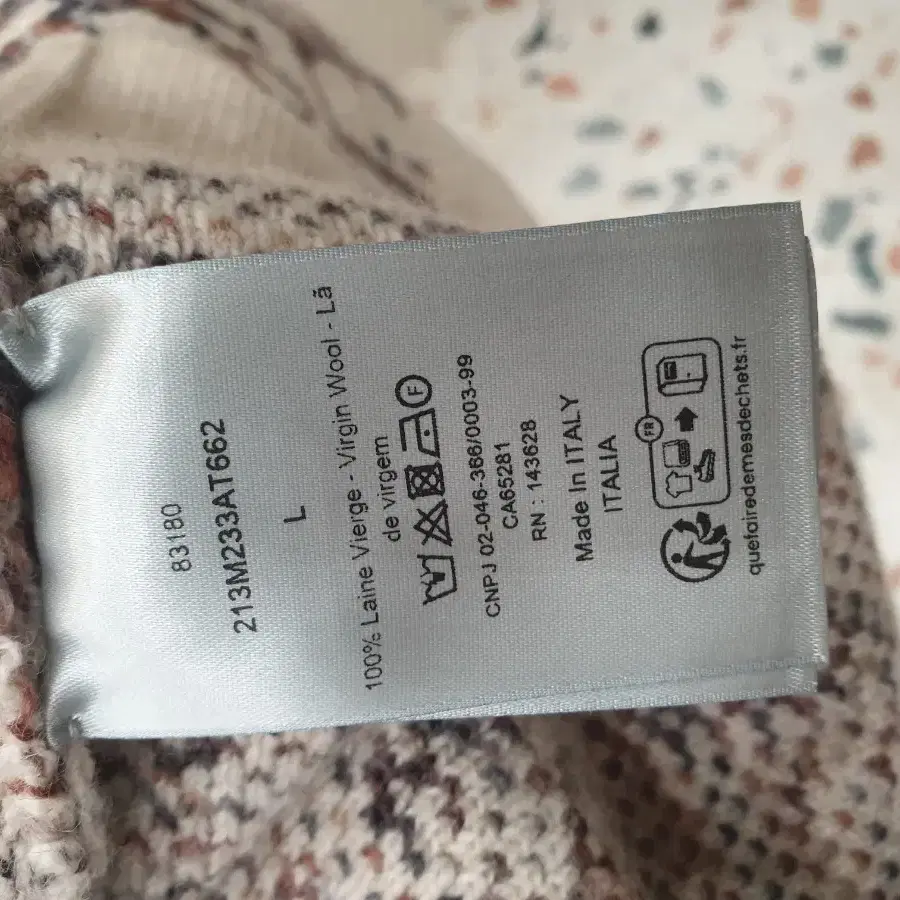 83180
213M233AT662
L
100% Laine Vierge - Virgin Wool - Lã
de virgem
F
CNPJ 02-046-366/0003-99
CA65281
RN : 143628
Made In ITALY
ITALIA
FR
quefairedemesdechets.fr